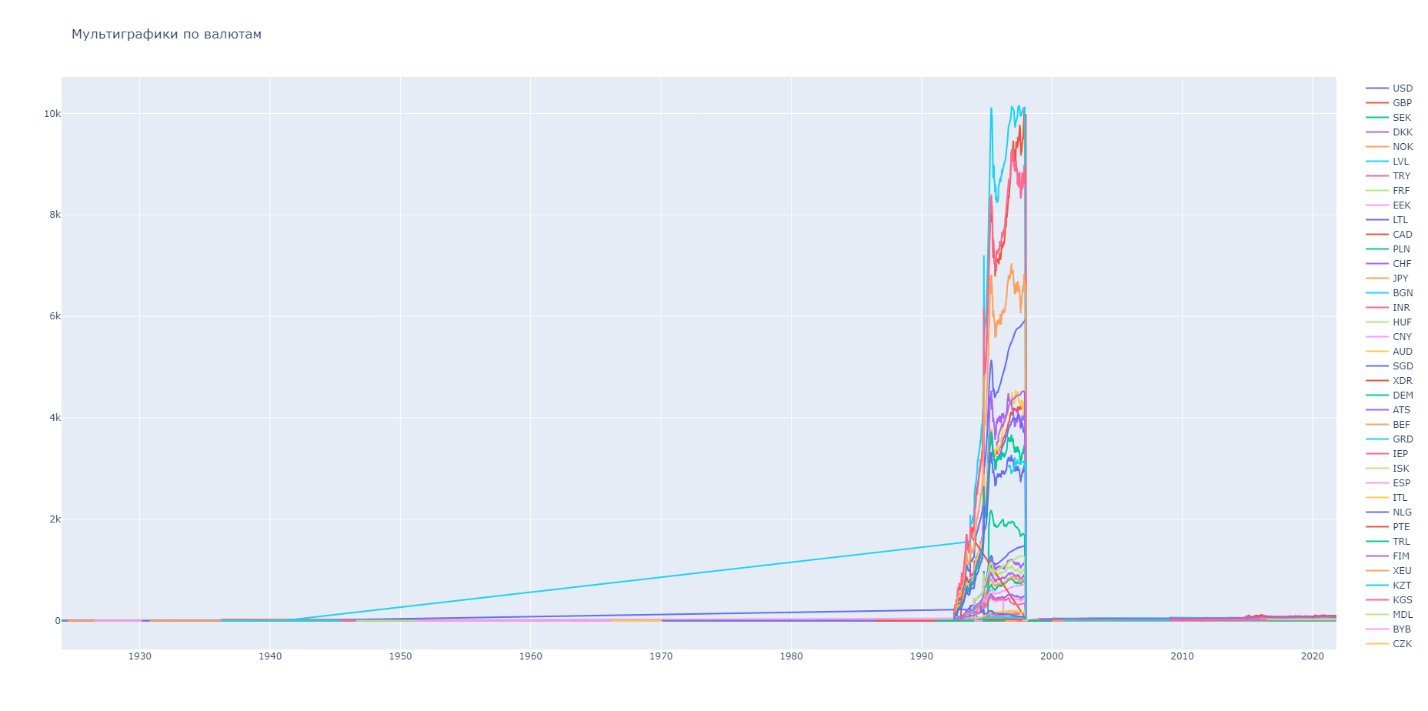 Мультиграфики по валютам
10k
8k
6k
4k
2k
0
1930 1940 1950 1960 1970 1980 1990 2000 2010 2020
USD
GBP
SEK
DKK
NOK
LVL
TRY
FRF
EEK
LTL
CAD
PLN
CHF
JPY
BGN
INR
HUF
CNY
AUD
SGD
XDR
DEM
ATS
BEF
GRD
IEP
ISK
ESP
ITL
NLG
PTE
TRL
FIM
XEU
KZT
KGS
MDL
BYB
CZK